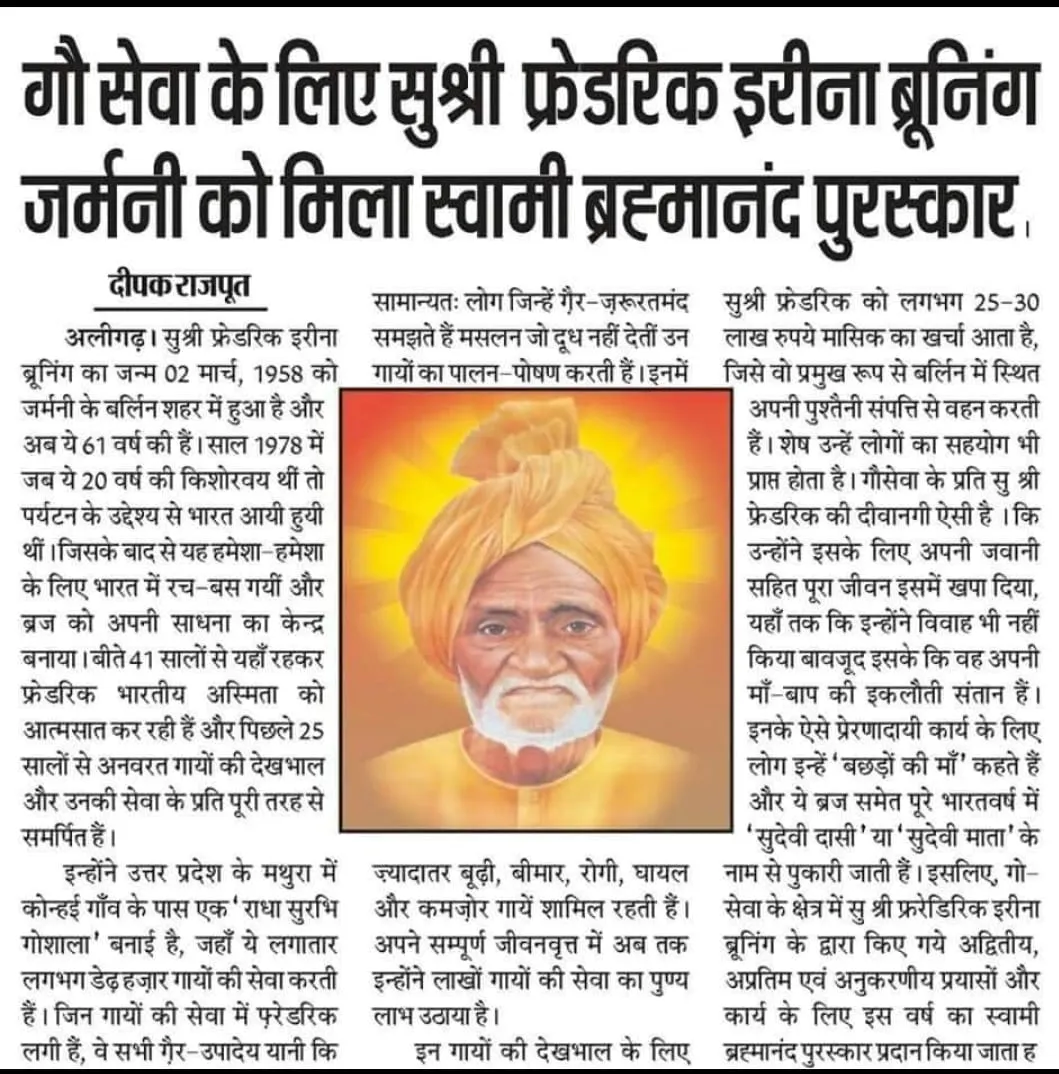 गौ सेवा के लिए सुश्री फ्रेडरिक इरीना ब्रूनिंग
जर्मनी को मिला स्वामी ब्रह्मानंद पुरस्कार।
दीपक राजपूत
अलीगढ़। सुश्री फ्रेडरिक इरीना
ब्रूनिंग का जन्म 02 मार्च, 1958 को
जर्मनी के बर्लिन शहर में हुआ है और
अब ये 61 वर्ष की हैं। साल 1978 में
जब ये 20 वर्ष की किशोरवय थीं तो
पर्यटन के उद्देश्य से भारत आयी हुयी
थीं। जिसके बाद से यह हमेशा-हमेशा
के लिए भारत में रच-बस गयीं और
ब्रज को अपनी साधना का केन्द्र
बनाया। बीते 41 सालों से यहाँ रहकर
फ्रेडरिक भारतीय अस्मिता को
आत्मसात कर रही हैं और पिछले 25
सालों से अनवरत गायों की देखभाल
और उनकी सेवा के प्रति पूरी तरह से
समर्पित हैं।
इन्होंने उत्तर प्रदेश के मथुरा में
कोन्हई गाँव के पास एक 'राधा सुरभि
गोशाला' बनाई है, जहाँ ये लगातार
लगभग डेढ़ हज़ार गायों की सेवा करती
हैं। जिन गायों की सेवा में फ़्रेडरिक
लगी हैं, वे सभी ग़ैर-उपादेय यानी कि
सामान्यतः लोग जिन्हें ग़ैर-ज़रूरतमंद
समझते हैं मसलन जो दूध नहीं देतीं उन
गायों का पालन-पोषण करती हैं। इनमें
ज्यादातर बूढ़ी, बीमार, रोगी, घायल
और कमज़ोर गायें शामिल रहती हैं।
अपने सम्पूर्ण जीवनवृत्त में अब तक
इन्होंने लाखों गायों की सेवा का पुण्य
लाभ उठाया है।
इन गायों की देखभाल के लिए
सुश्री फ्रेडरिक को लगभग 25-30
लाख रुपये मासिक का खर्चा आता है,
जिसे वो प्रमुख रूप से बर्लिन में स्थित
अपनी पुश्तैनी संपत्ति से वहन करती
हैं। शेष उन्हें लोगों का सहयोग भी
प्राप्त होता है। गौसेवा के प्रति सु श्री
फ्रेडरिक की दीवानगी ऐसी है । कि
उन्होंने इसके लिए अपनी जवानी
सहित पूरा जीवन इसमें खपा दिया,
यहाँ तक कि इन्होंने विवाह भी नहीं
किया बावजूद इसके कि वह अपनी
माँ-बाप की इकलौती संतान हैं।
इनके ऐसे प्रेरणादायी कार्य के लिए
लोग इन्हें 'बछड़ों की माँ' कहते हैं
और ये ब्रज समेत पूरे भारतवर्ष में
'सुदेवी दासी' या 'सुदेवी माता' के
नाम से पुकारी जाती हैं। इसलिए, गो-
सेवा के क्षेत्र में सु श्री फ्ररेडिरिक इरीना
ब्रूनिंग के द्वारा किए गये अद्वितीय,
अप्रतिम एवं अनुकरणीय प्रयासों और
कार्य के लिए इस वर्ष का स्वामी
ब्रह्मानंद पुरस्कार प्रदान किया जाता ह